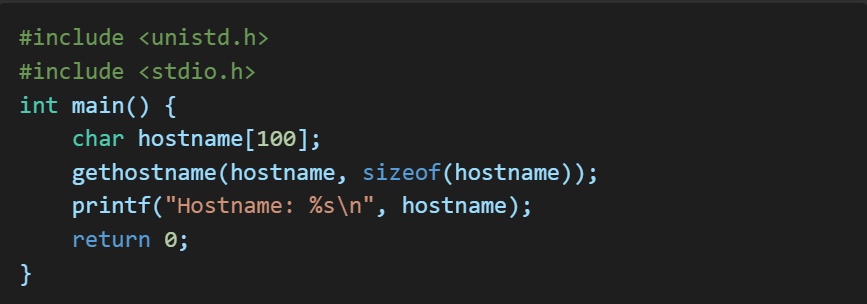 #include <unistd.h>
#include <stdio.h>
int main() {
    char hostname[100];
    gethostname(hostname, sizeof(hostname));
    printf("Hostname: %s\n", hostname);
    return 0;
}